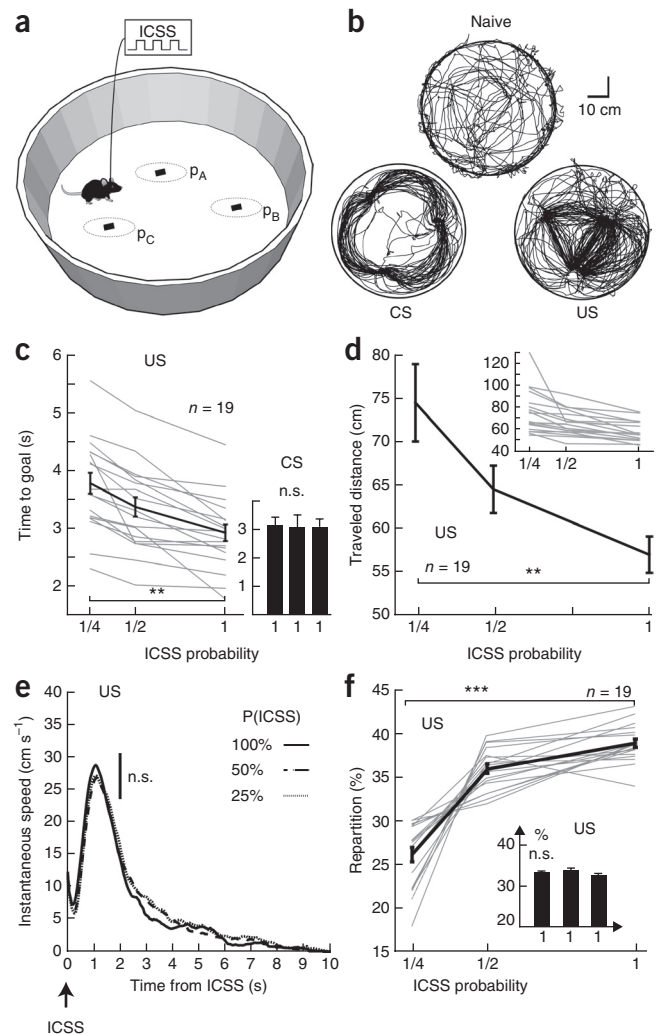 a
ICSS
pA
pB
pC
b
Naive
10 cm
CS
US
c
US
n = 19
Time to goal (s)
6
5
4
3
2
**
1/4 1/2 1
ICSS probability
CS
n.s.
3
2
1
1 1 1
d
Traveled distance (cm)
80
75
70
65
60
55
50
US
n = 19
**
1/4 1/2 1
ICSS probability
120
100
80
60
40
1/4 1/2 1
e
US
Instantaneous speed (cm s−1)
40
35
30
25
20
15
10
5
0
P(ICSS)
100%
50%
25%
n.s.
0 1 2 3 4 5 6 7 8 9 10
Time from ICSS (s)
ICSS
f
*** n = 19
US
Repartition (%)
45
40
35
30
25
20
15
1/4 1/2 1
ICSS probability
% US
n.s.
40
30
20
1 1 1